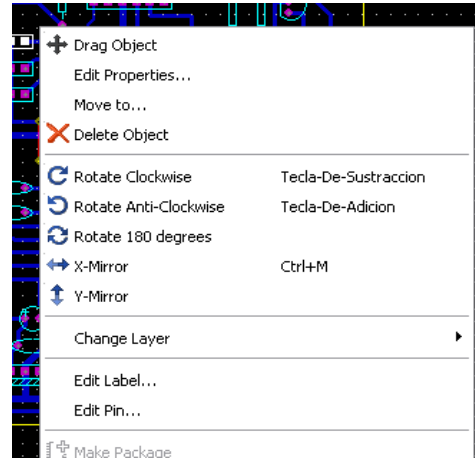 Drag Object
Edit Properties...
Move to...
Delete Object
Rotate Clockwise Tecla-De-Sustraccion
Rotate Anti-Clockwise Tecla-De-Adicion
Rotate 180 degrees
X-Mirror Ctrl+M
Y-Mirror
Change Layer
Edit Label...
Edit Pin...
Make Package